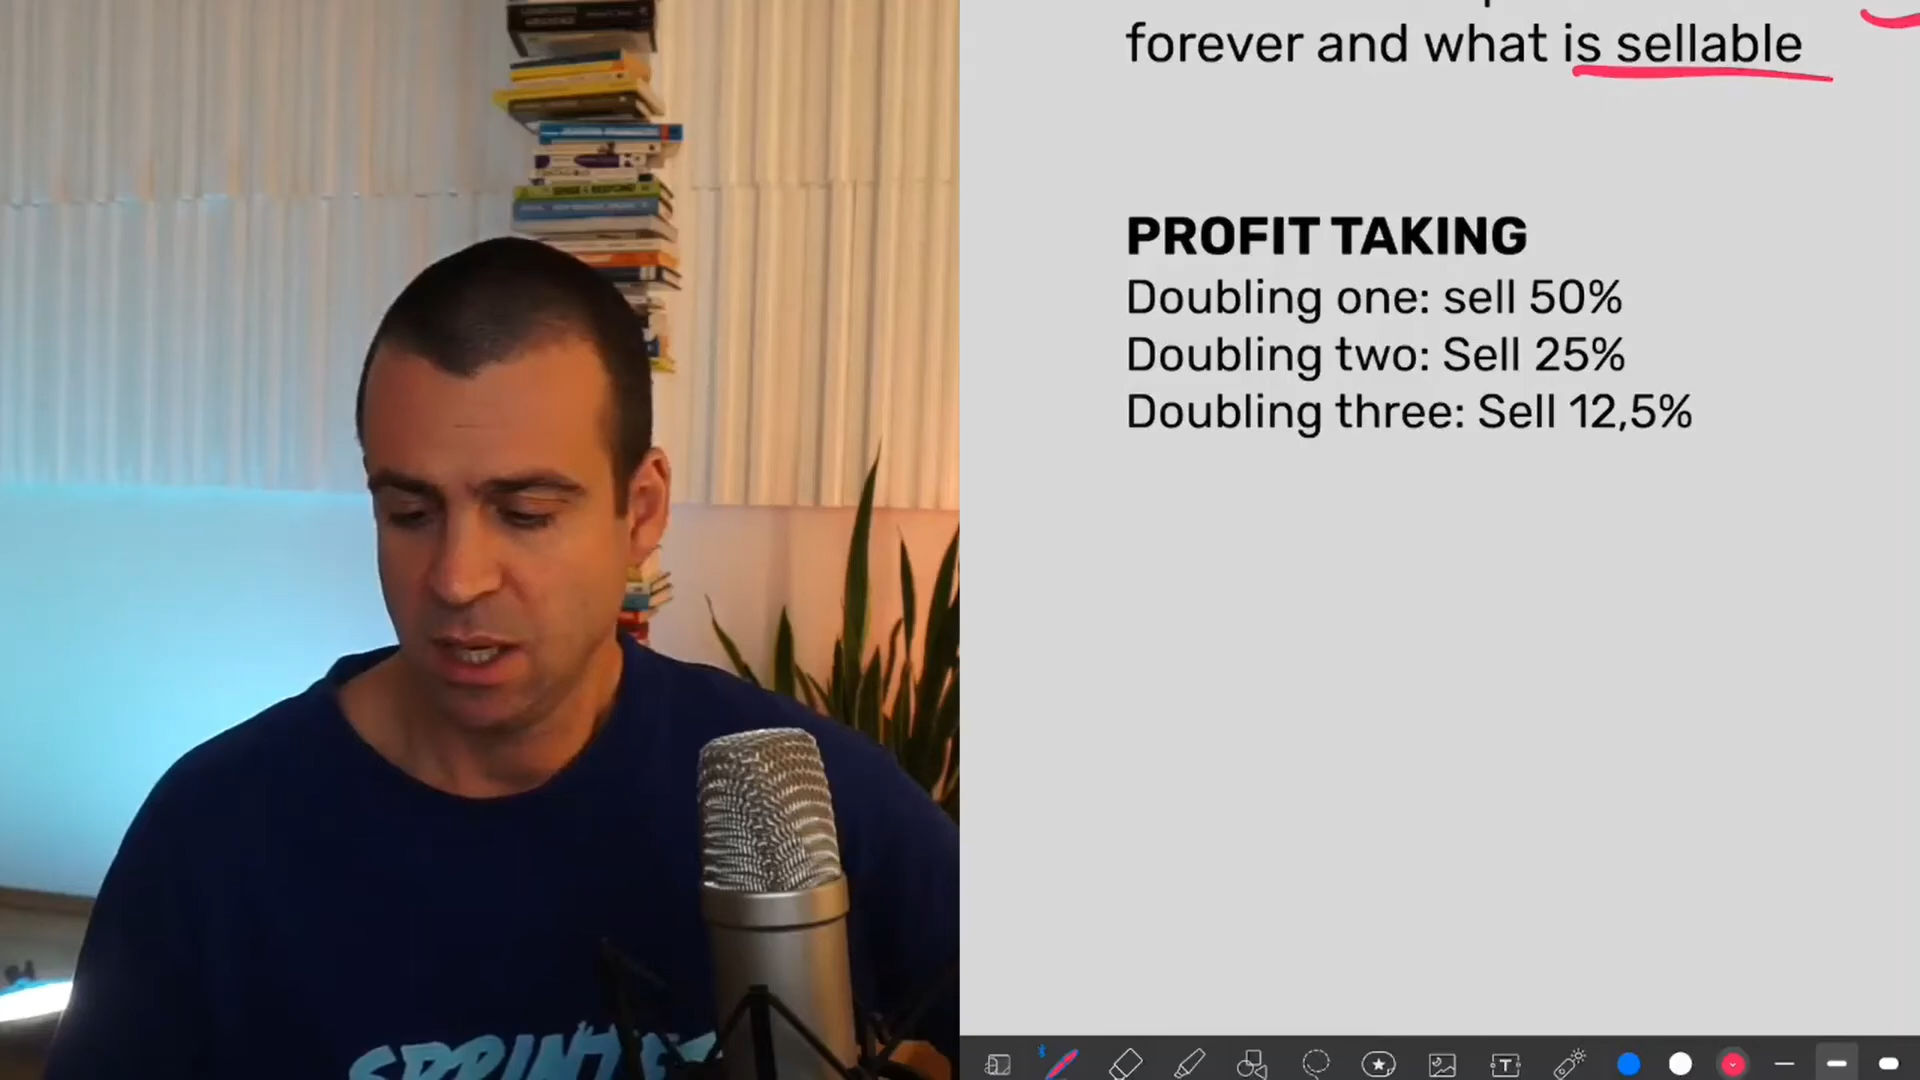 forever and what is sellable
PROFIT TAKING
Doubling one: sell 50%
Doubling two: Sell 25%
Doubling three: Sell 12,5%